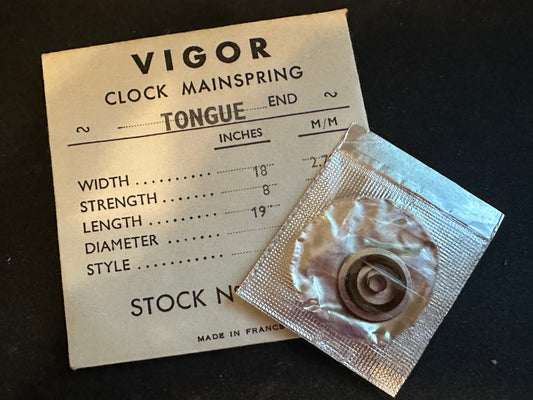 VIGOR
CLOCK MAINSPRING
~ TONGUE END ~
INCHES M/M
WIDTH ......... 18 2.7
STRENGTH ....... 8
LENGTH ......... 19"
DIAMETER .......
STYLE ...........
STOCK Nº
MADE IN FRANCE